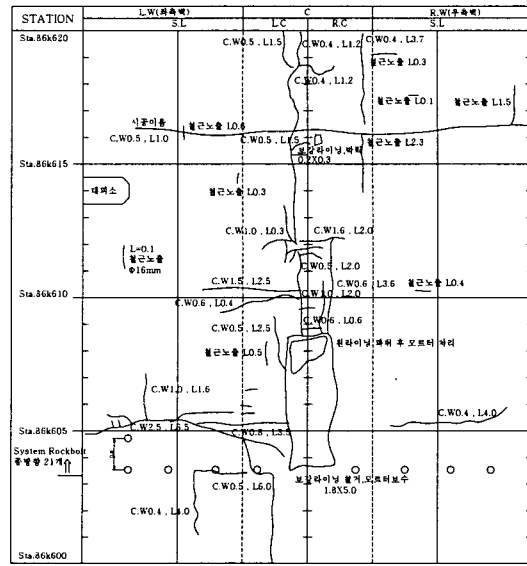 STATION
L.W(좌측벽)
C
R.W(우측벽)
S.L
L.C
R.C
S.L
Sta.86k620
C.W0.5, L1.5
C.W0.4, L1.2
C.W0.4, L3.7
철근노출 L0.3
C.W0.4, L1.2
철근노출 L0.1
철근노출 L1.5
시공이음
철근노출 L0.6
C.W0.5, L1.0
C.W0.5, L1.5
철근노출 L2.3
보강라이닝,박락
0.2X0.3
Sta.86k615
대피소
철근노출 L0.3
C.W1.0, L0.3
C.W1.6, L2.0
L=0.1
철근노출
Φ16mm
C.W0.5, L2.0
C.W1.5, L2.5
C.W0.6, L3.6
철근노출 L0.4
C.W1.0, L2.0
Sta.86k610
C.W0.6, L0.4
C.W0.5, L2.5
C.W0.6, L0.6
원라이닝 파취 후 모르터 처리
철근노출 L0.5
C.W1.0, L1.6
C.W0.4, L4.0
C.W2.5, L6.5
Sta.86k605
C.W0.8, L3.5
System Rockbolt
종방향 21개
보강라이닝 철거,모르터보수
1.8X5.0
C.W0.5, L6.0
C.W0.4, L4.0
Sta.86k600